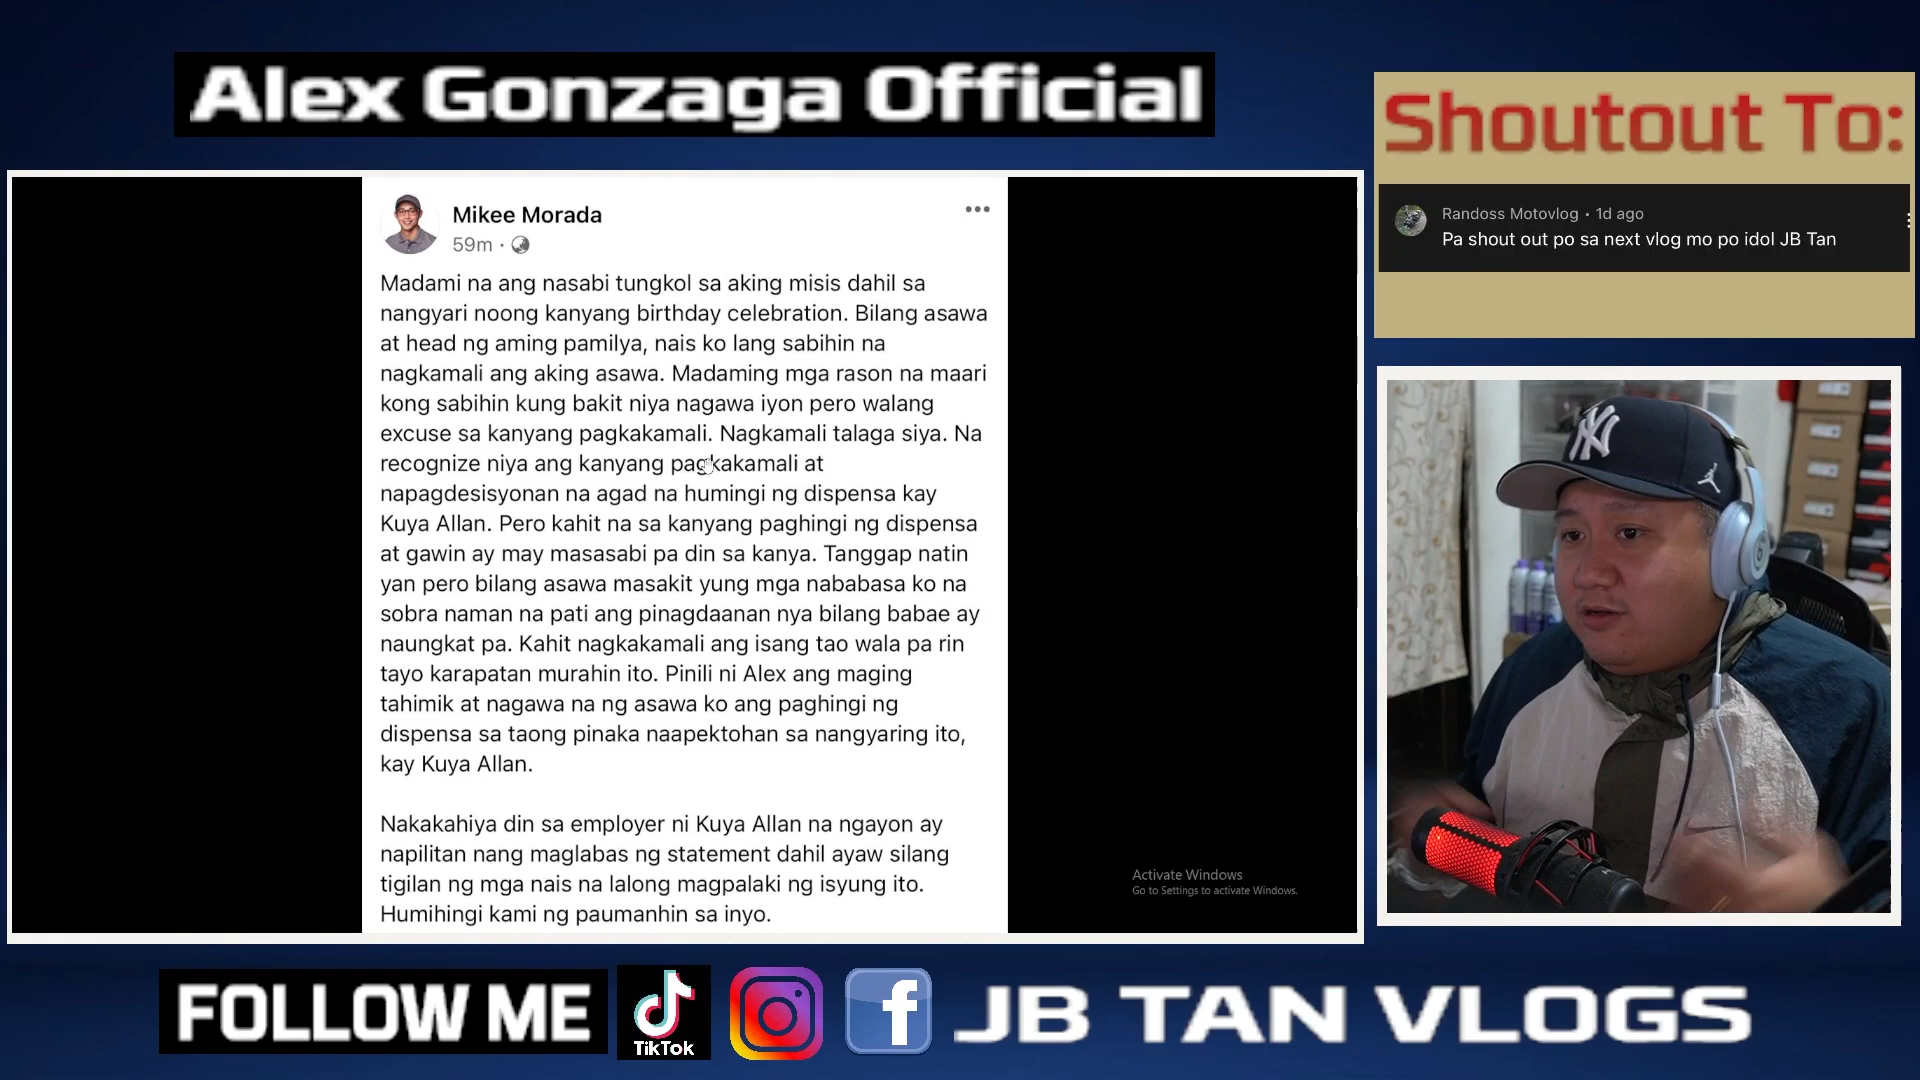 Alex Gonzaga Official
Shoutout To:
Randoss Motovlog • 1d ago
Pa shout out po sa next vlog mo po idol JB Tan
Mikee Morada
59m ·
Madami na ang nasabi tungkol sa aking misis dahil sa
nangyari noong kanyang birthday celebration. Bilang asawa
at head ng aming pamilya, nais ko lang sabihin na
nagkamali ang aking asawa. Madaming mga rason na maari
kong sabihin kung bakit niya nagawa iyon pero walang
excuse sa kanyang pagkakamali. Nagkamali talaga siya. Na
recognize niya ang kanyang pagkakamali at
napagdesisyonan na agad na humingi ng dispensa kay
Kuya Allan. Pero kahit na sa kanyang paghingi ng dispensa
at gawin ay may masasabi pa din sa kanya. Tanggap natin
yan pero bilang asawa masakit yung mga nababasa ko na
sobra naman na pati ang pinagdaanan nya bilang babae ay
naungkat pa. Kahit nagkakamali ang isang tao wala pa rin
tayo karapatan murahin ito. Pinili ni Alex ang maging
tahimik at nagawa na ng asawa ko ang paghingi ng
dispensa sa taong pinaka naapektohan sa nangyaring ito,
kay Kuya Allan.
Nakakahiya din sa employer ni Kuya Allan na ngayon ay
napilitan nang maglabas ng statement dahil ayaw silang
tigilan ng mga nais na lalong magpalaki ng isyung ito.
Humihingi kami ng paumanhin sa inyo.
Activate Windows
Go to Settings to activate Windows.
NY
FOLLOW ME
TikTok
JB TAN VLOGS